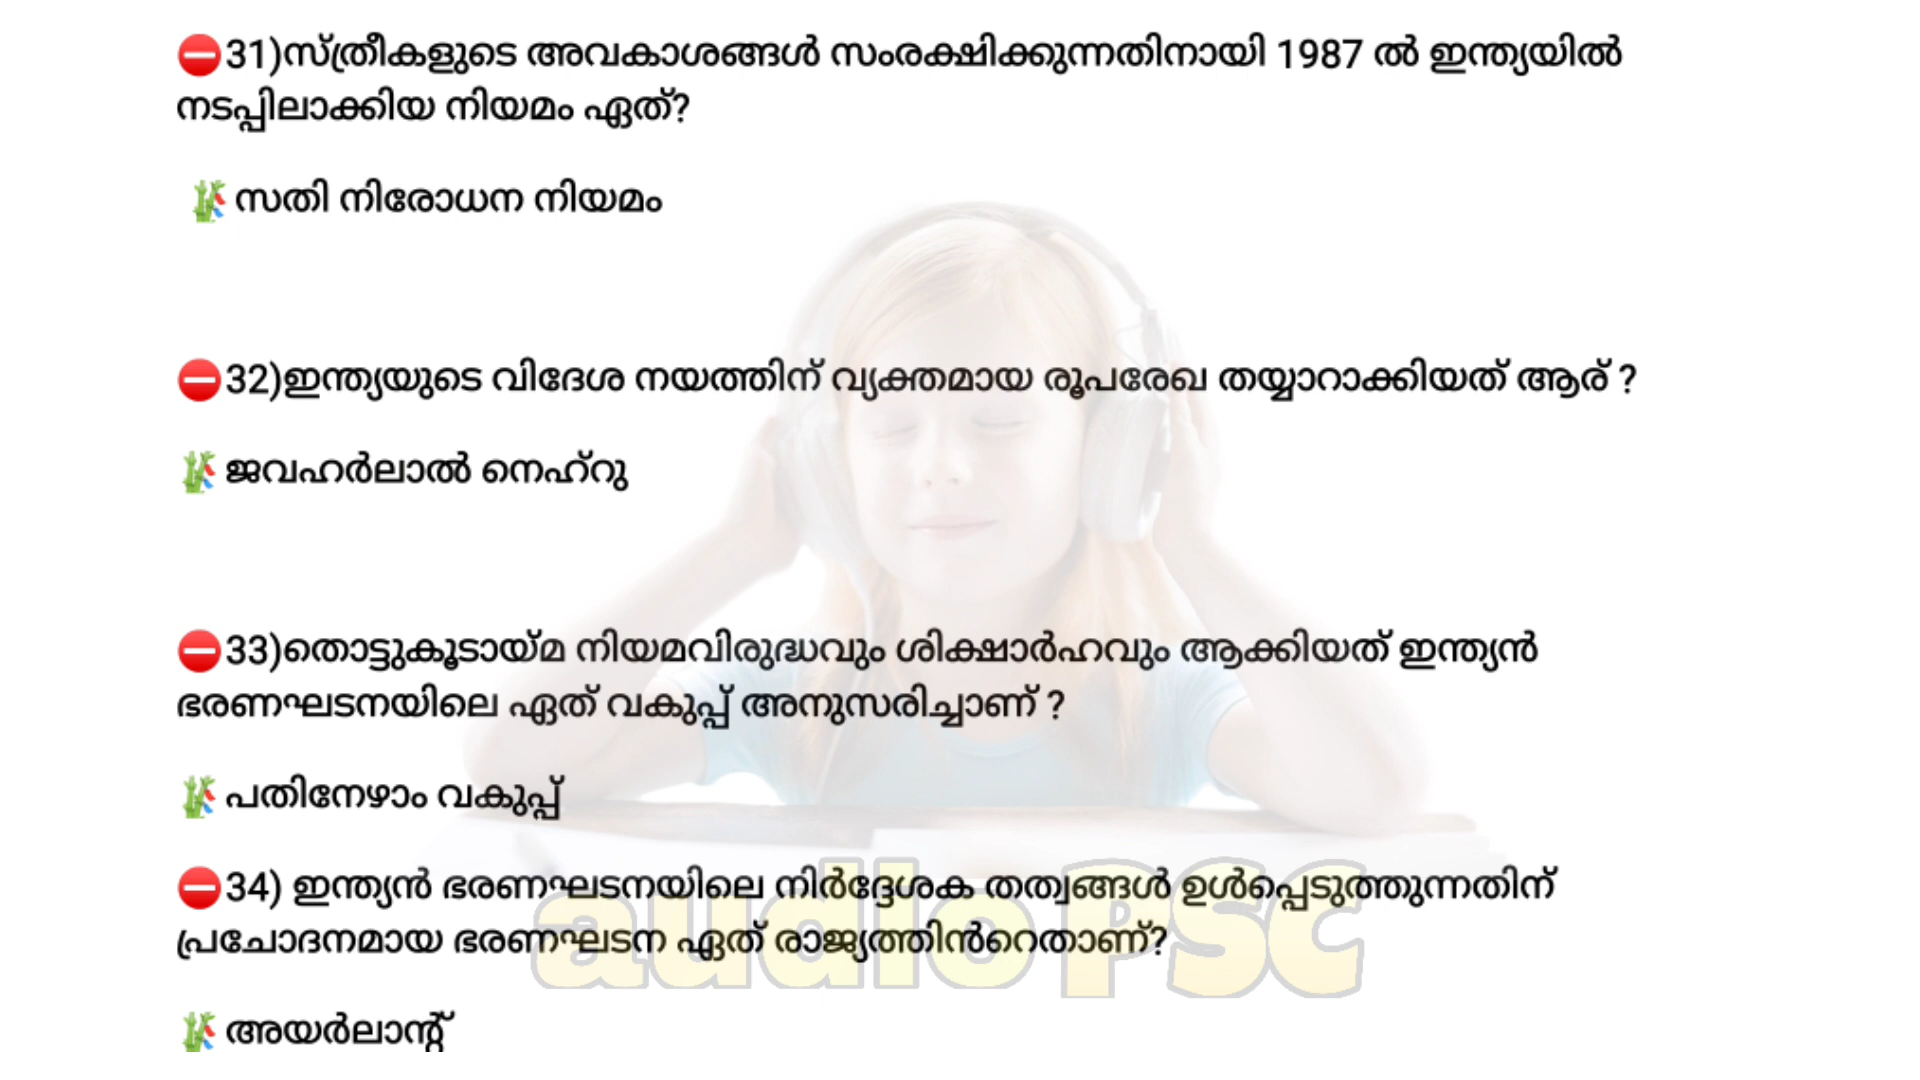 ⛔31)സ്ത്രീകളുടെ അവകാശങ്ങൾ സംരക്ഷിക്കുന്നതിനായി 1987 ൽ ഇന്ത്യയിൽ
നടപ്പിലാക്കിയ നിയമം ഏത്?
🎋സതി നിരോധന നിയമം
⛔32)ഇന്ത്യയുടെ വിദേശ നയത്തിന് വ്യക്തമായ രൂപരേഖ തയ്യാറാക്കിയത് ആര് ?
🎋ജവഹർലാൽ നെഹ്റു
⛔33)തൊട്ടുകൂടായ്മ നിയമവിരുദ്ധവും ശിക്ഷാർഹവും ആക്കിയത് ഇന്ത്യൻ
ഭരണഘടനയിലെ ഏത് വകുപ്പ് അനുസരിച്ചാണ് ?
🎋പതിനേഴാം വകുപ്പ്
⛔34) ഇന്ത്യൻ ഭരണഘടനയിലെ നിർദ്ദേശക തത്വങ്ങൾ ഉൾപ്പെടുത്തുന്നതിന്
പ്രചോദനമായ ഭരണഘടന ഏത് രാജ്യത്തിൻറെതാണ്?
audio PSC
🎋അയർലാന്റ്